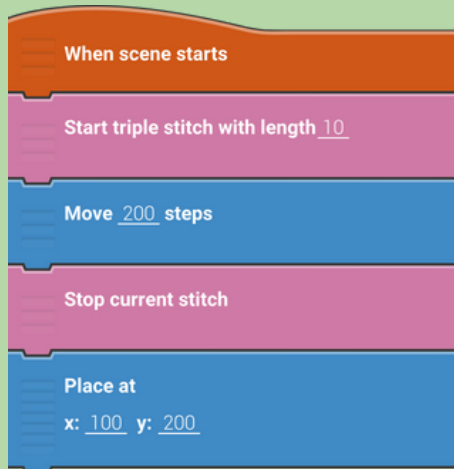 When scene starts
Start triple stitch with length 10
Move 200 steps
Stop current stitch
Place at
x: 100 y: 200